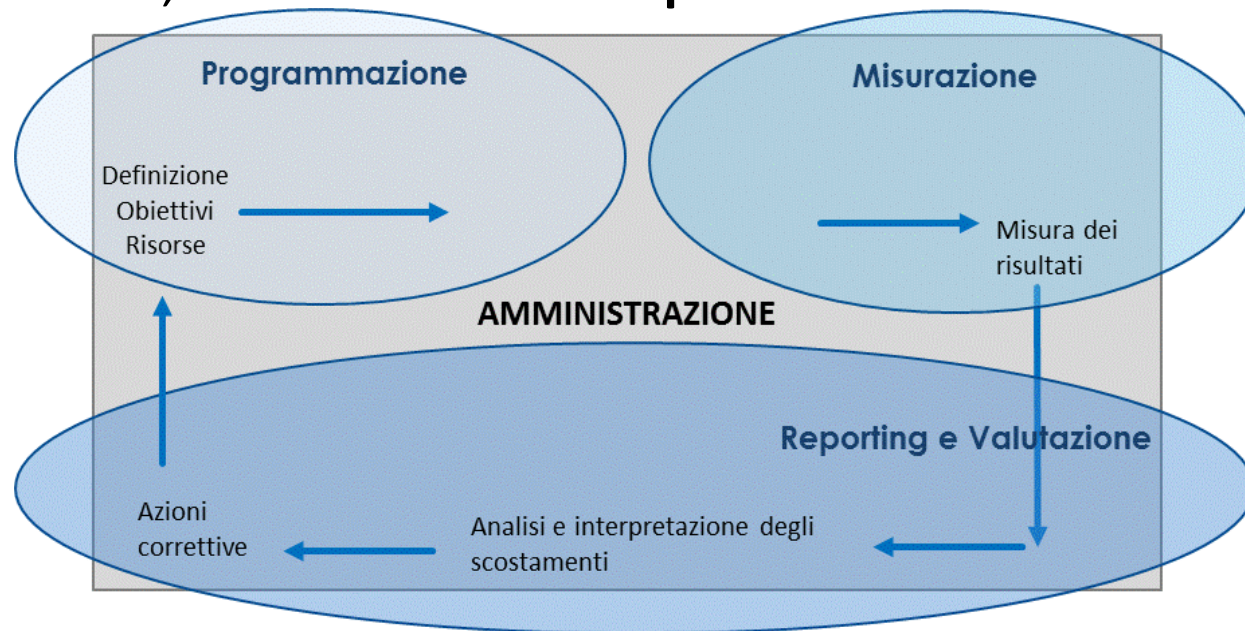 Programmazione
Misurazione
Definizione
Obiettivi
Risorse
Misura dei
risultati
AMMINISTRAZIONE
Reporting e Valutazione
Azioni
correttive
Analisi e interpretazione degli
scostamenti